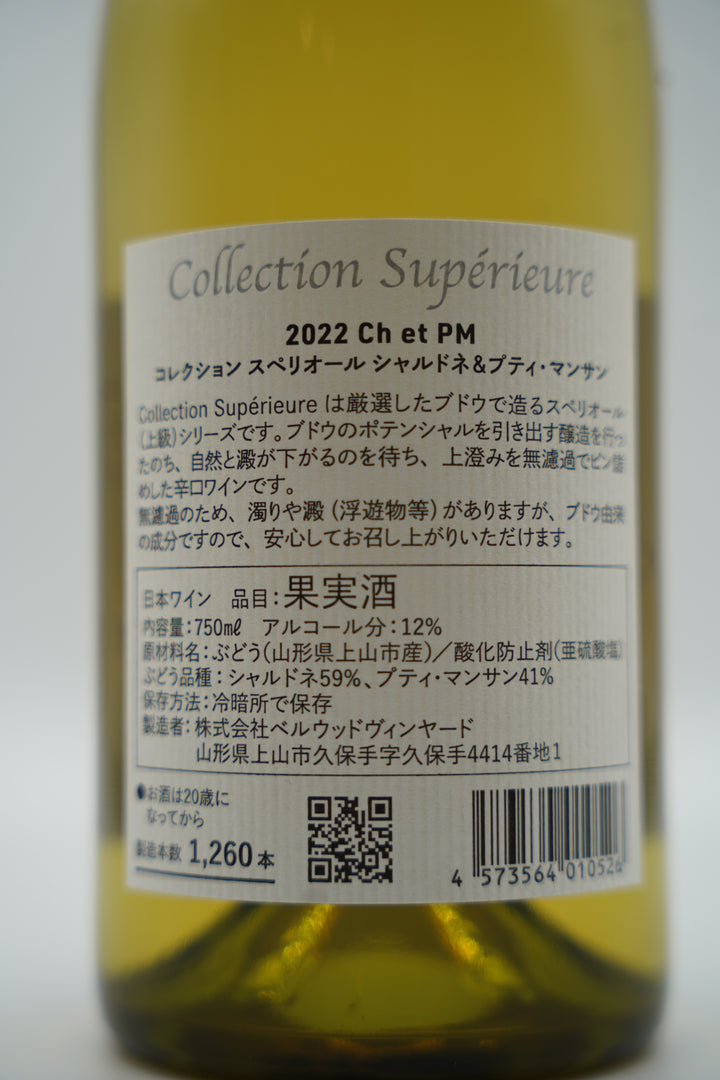 Collection Supérieure
2022 Ch et PM
コレクション スペリオール シャルドネ&プティ・マンサン
Collection Supérieure は厳選したブドウで造るスペリオール
(上級)シリーズです。ブドウのポテンシャルを引き出す醸造を行っ
たのち、自然と澱が下がるのを待ち、上澄みを無濾過でビン詰
めした辛口ワインです。
無濾過のため、濁りや澱(浮遊物等)がありますが、ブドウ由来
の成分ですので、安心してお召し上がりいただけます。
日本ワイン 品目:果実酒
内容量:750㎖ アルコール分:12%
原材料名:ぶどう(山形県上山市産)/酸化防止剤(亜硫酸塩)
ぶどう品種:シャルドネ59%、プティ・マンサン41%
保存方法:冷暗所で保存
製造者:株式会社ベルウッドヴィンヤード
山形県上山市久保手字久保手4414番地1
●お酒は20歳に
なってから
製造本数 1,260本
4 573564 010526